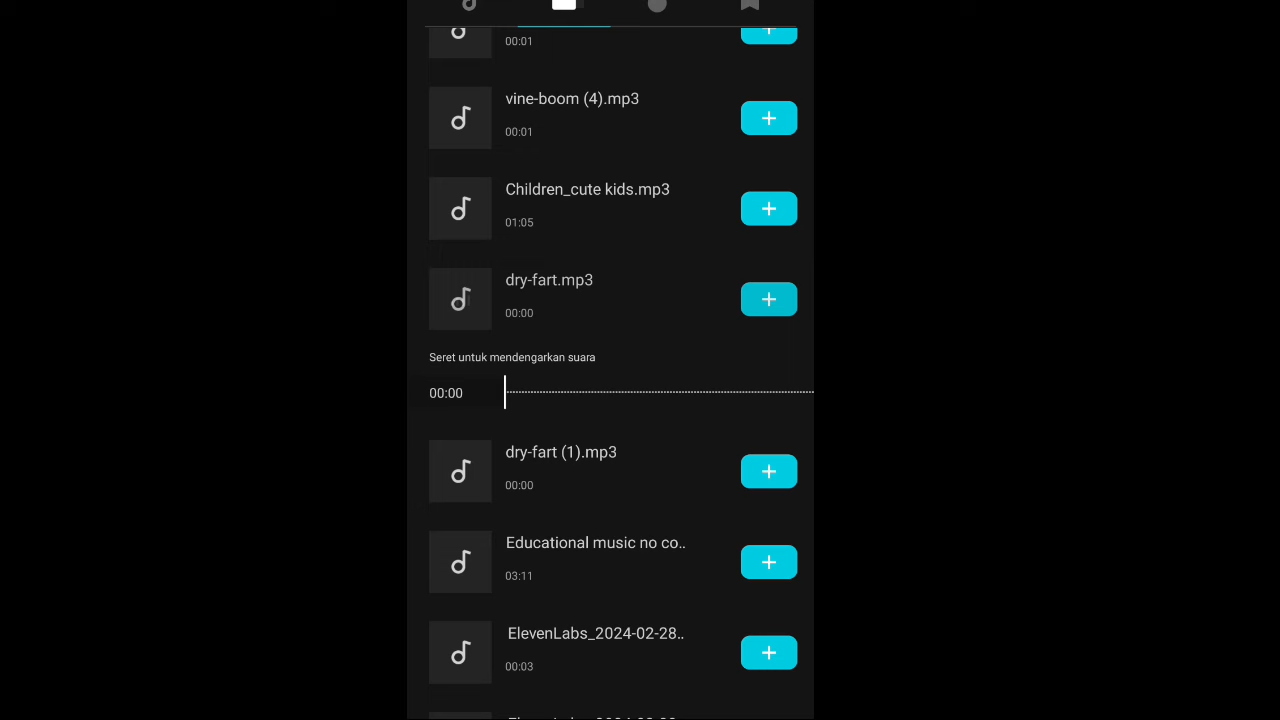 00:01
vine-boom (4).mp3
00:01
Children_cute kids.mp3
01:05
dry-fart.mp3
00:00
Seret untuk mendengarkan suara
00:00
dry-fart (1).mp3
00:00
Educational music no co..
03:11
ElevenLabs_2024-02-28..
00:03